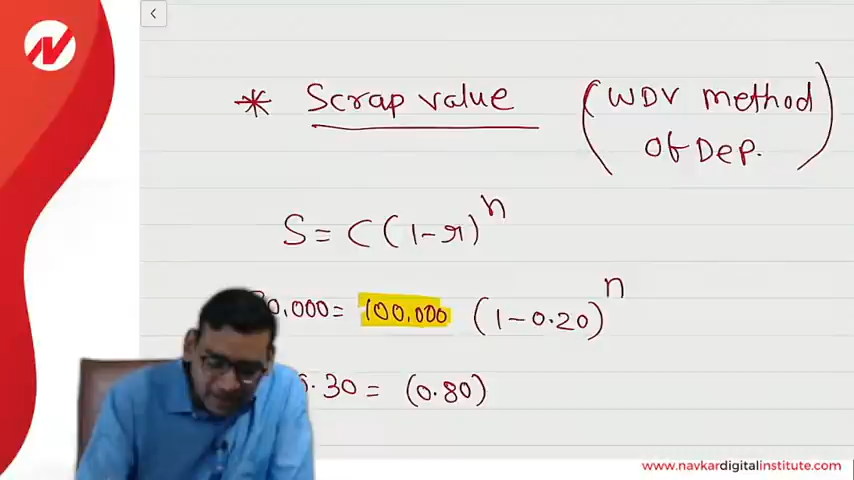 * Scrap value (WDV method
of Dep.)
S = C(1-r)^n
0,000 = 100,000 (1-0.20)^n
.30 = (0.80)
www.navkardigitalinstitute.com